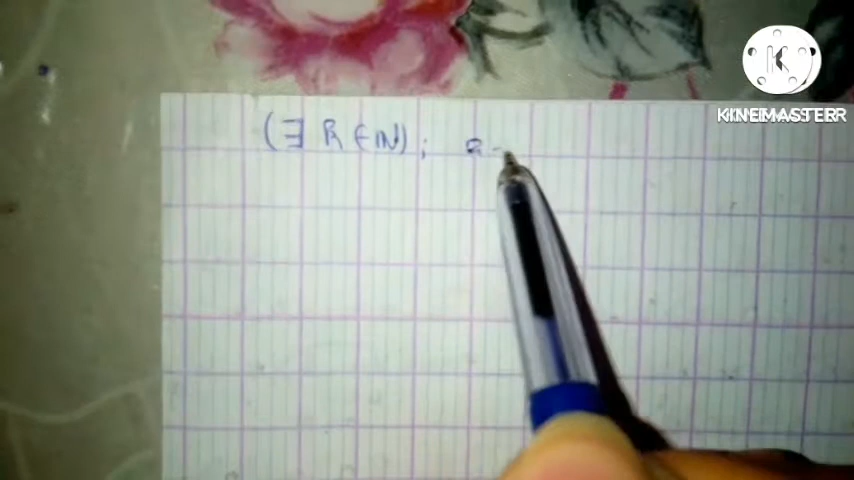 (∃ k ∈ ℕ) ; a -
KINEMASTER